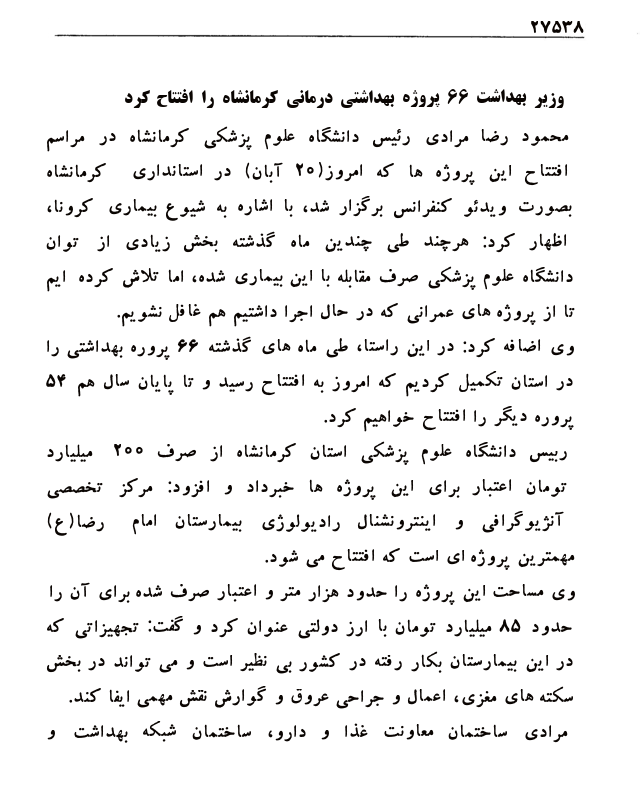 ۲۷۵۳۸
وزیر بهداشت ۶۶ پروژه بهداشتی درمانی کرمانشاه را افتتاح کرد
محمود رضا مرادی رئیس دانشگاه علوم پزشکی کرمانشاه در مراسم
افتتاح این پروژه ها که امروز(۲۰ آبان) در استانداری کرمانشاه
بصورت ویدئو کنفرانس برگزار شد، با اشاره به شیوع بیماری کرونا،
اظهار کرد: هرچند طی چندین ماه گذشته بخش زیادی از توان
دانشگاه علوم پزشکی صرف مقابله با این بیماری شده، اما تلاش کرده ایم
تا از پروژه های عمرانی که در حال اجرا داشتیم هم غافل نشویم.
وی اضافه کرد: در این راستا، طی ماه های گذشته ۶۶ پروره بهداشتی را
در استان تکمیل کردیم که امروز به افتتاح رسید و تا پایان سال هم ۵۴
پروره دیگر را افتتاح خواهیم کرد.
ربیس دانشگاه علوم پزشکی استان کرمانشاه از صرف ۲۰۰ میلیارد
تومان اعتبار برای این پروژه ها خبرداد و افزود: مرکز تخصصی
آنژیوگرافی و اینترونشنال رادیولوژی بیمارستان امام رضا(ع)
مهمترین پروژه ای است که افتتاح می شود.
وی مساحت این پروژه را حدود هزار متر و اعتبار صرف شده برای آن را
حدود ۸۵ میلیارد تومان با ارز دولتی عنوان کرد و گفت: تجهیزاتی که
در این بیمارستان بکار رفته در کشور بی نظیر است و می تواند در بخش
سکته های مغزی، اعمال و جراحی عروق و گوارش نقش مهمی ایفا کند.
مرادی ساختمان معاونت غذا و دارو، ساختمان شبکه بهداشت و